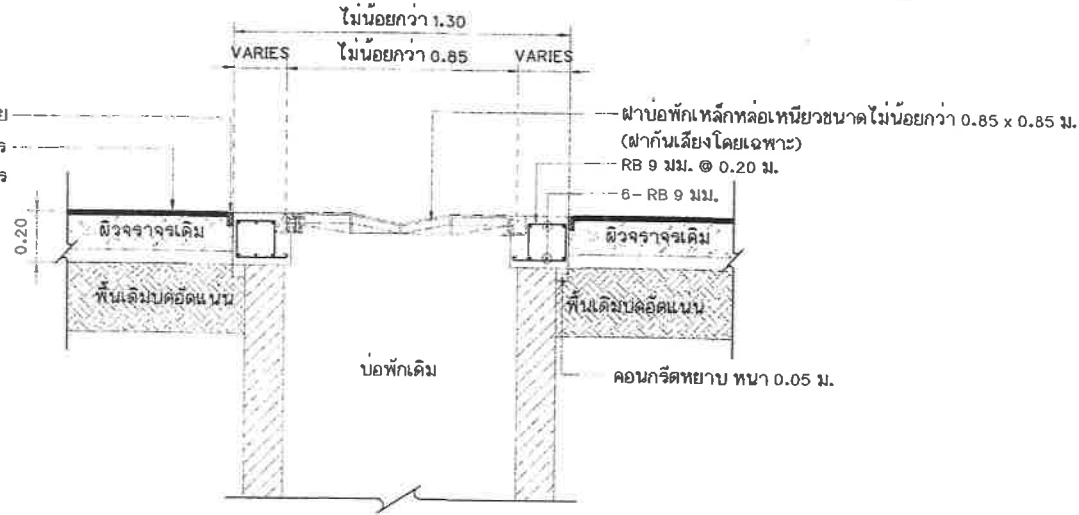 ไม่น้อยกว่า 1.30
VARIES ไม่น้อยกว่า 0.85 VARIES
ฝาบ่อพักเหล็กหล่อเหนียวขนาดไม่น้อยกว่า 0.85 x 0.85 ม.
(ฝากันเสียงโดยเฉพาะ)
RB 9 มม. @ 0.20 ม.
6- RB 9 มม.
0.20
ผิวจราจรเดิม
ผิวจราจรเดิม
พื้นเดิมบดอัดแน่น
พื้นเดิมบดอัดแน่น
บ่อพักเดิม
คอนกรีตหยาบ หนา 0.05 ม.